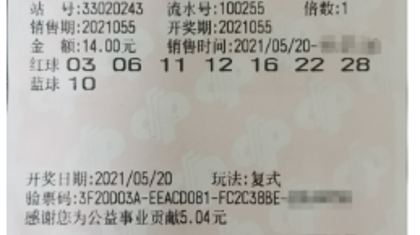 站 号:33020243 流水号:100255 倍数:1
销售期:2021055 开奖期:2021055
金 额:14.00元 销售时间:2021/05/20-
红球 03 06 11 12 16 22 28
蓝球 10
开奖日期:2021/05/20 玩法:复式
验票码:3F20D03A-EEACD081-FC2C38BE-
感谢您为公益事业贡献5.04元